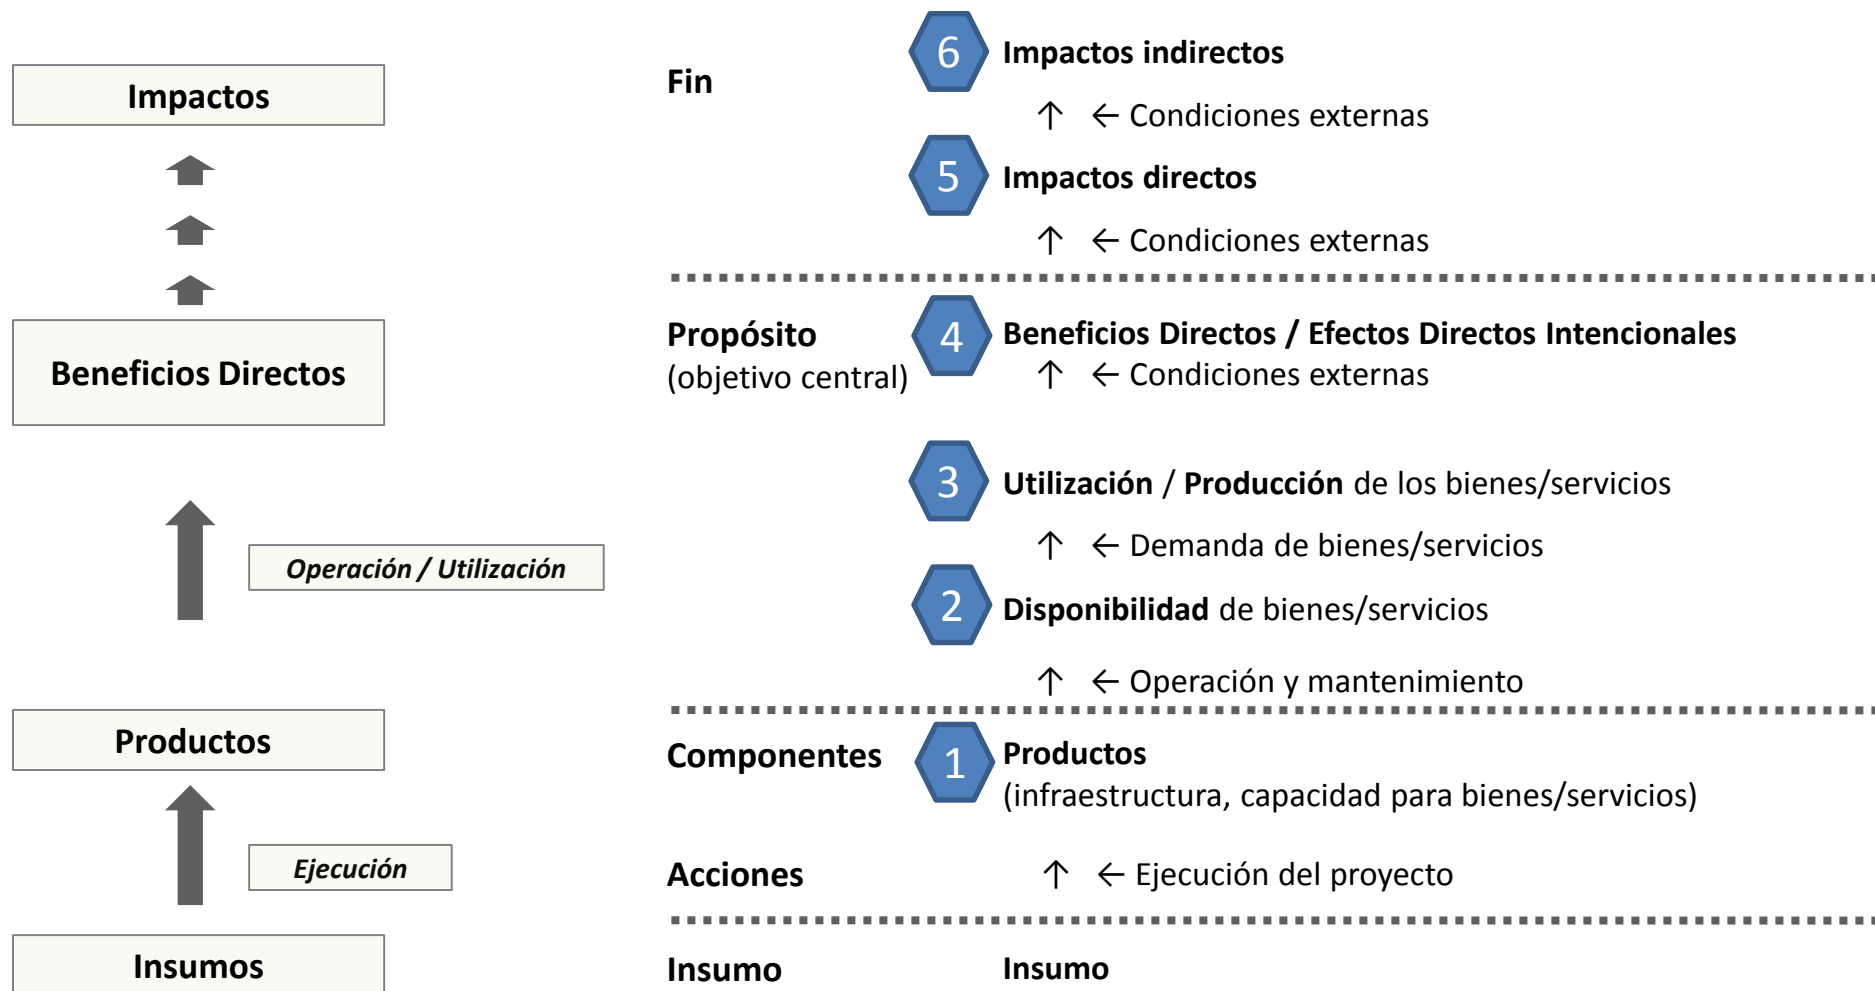 Impactos
Beneficios Directos
Operación / Utilización
Productos
Ejecución
Insumos
Fin
6 Impactos indirectos
↑ ← Condiciones externas
5 Impactos directos
↑ ← Condiciones externas
Propósito
(objetivo central)
4 Beneficios Directos / Efectos Directos Intencionales
↑ ← Condiciones externas
3 Utilización / Producción de los bienes/servicios
↑ ← Demanda de bienes/servicios
2 Disponibilidad de bienes/servicios
↑ ← Operación y mantenimiento
Componentes
1 Productos
(infraestructura, capacidad para bienes/servicios)
Acciones
↑ ← Ejecución del proyecto
Insumo
Insumo